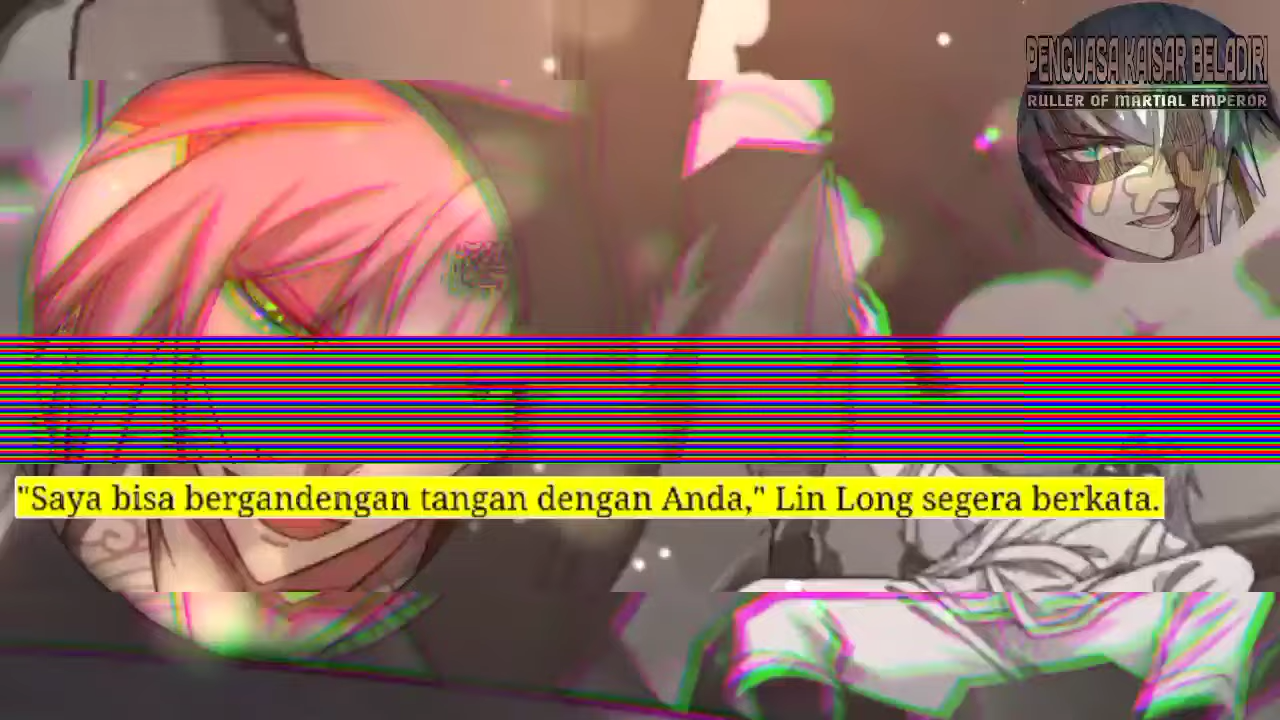 PENGUASA KAISAR BELADIRI
RULLER OF MARTIAL EMPEROR
"Saya bisa bergandengan tangan dengan Anda," Lin Long segera berkata.